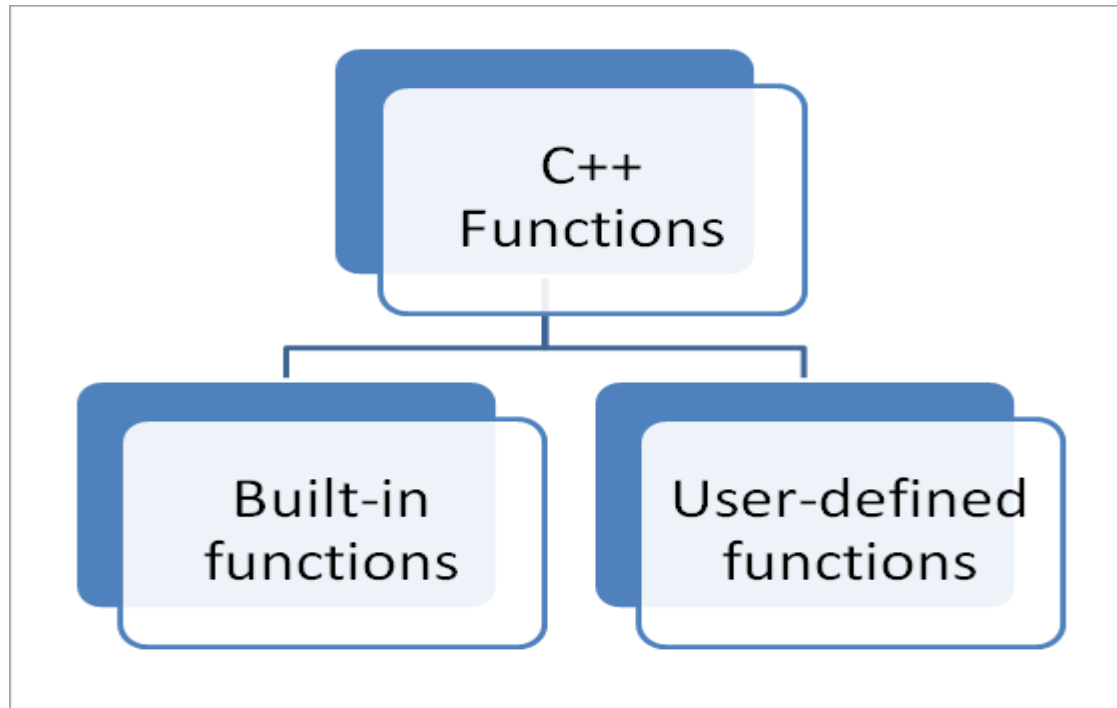 C++
Functions
Built-in
functions
User-defined
functions